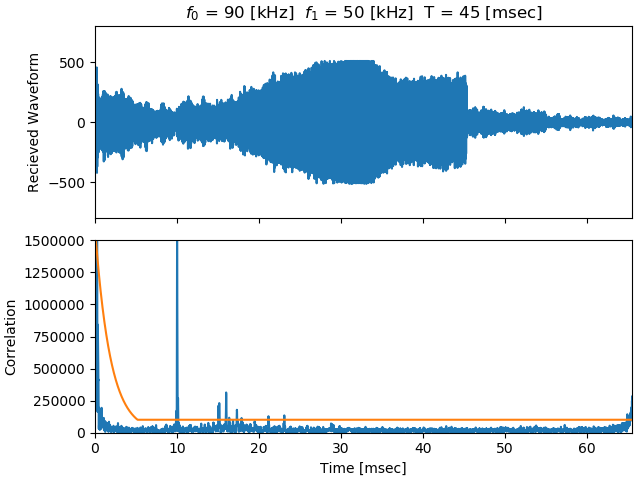 f₀ = 90 [kHz]  f₁ = 50 [kHz]  T = 45 [msec]
Recieved Waveform
500
0
−500
Correlation
1500000
1250000
1000000
750000
500000
250000
0
0 10 20 30 40 50 60
Time [msec]